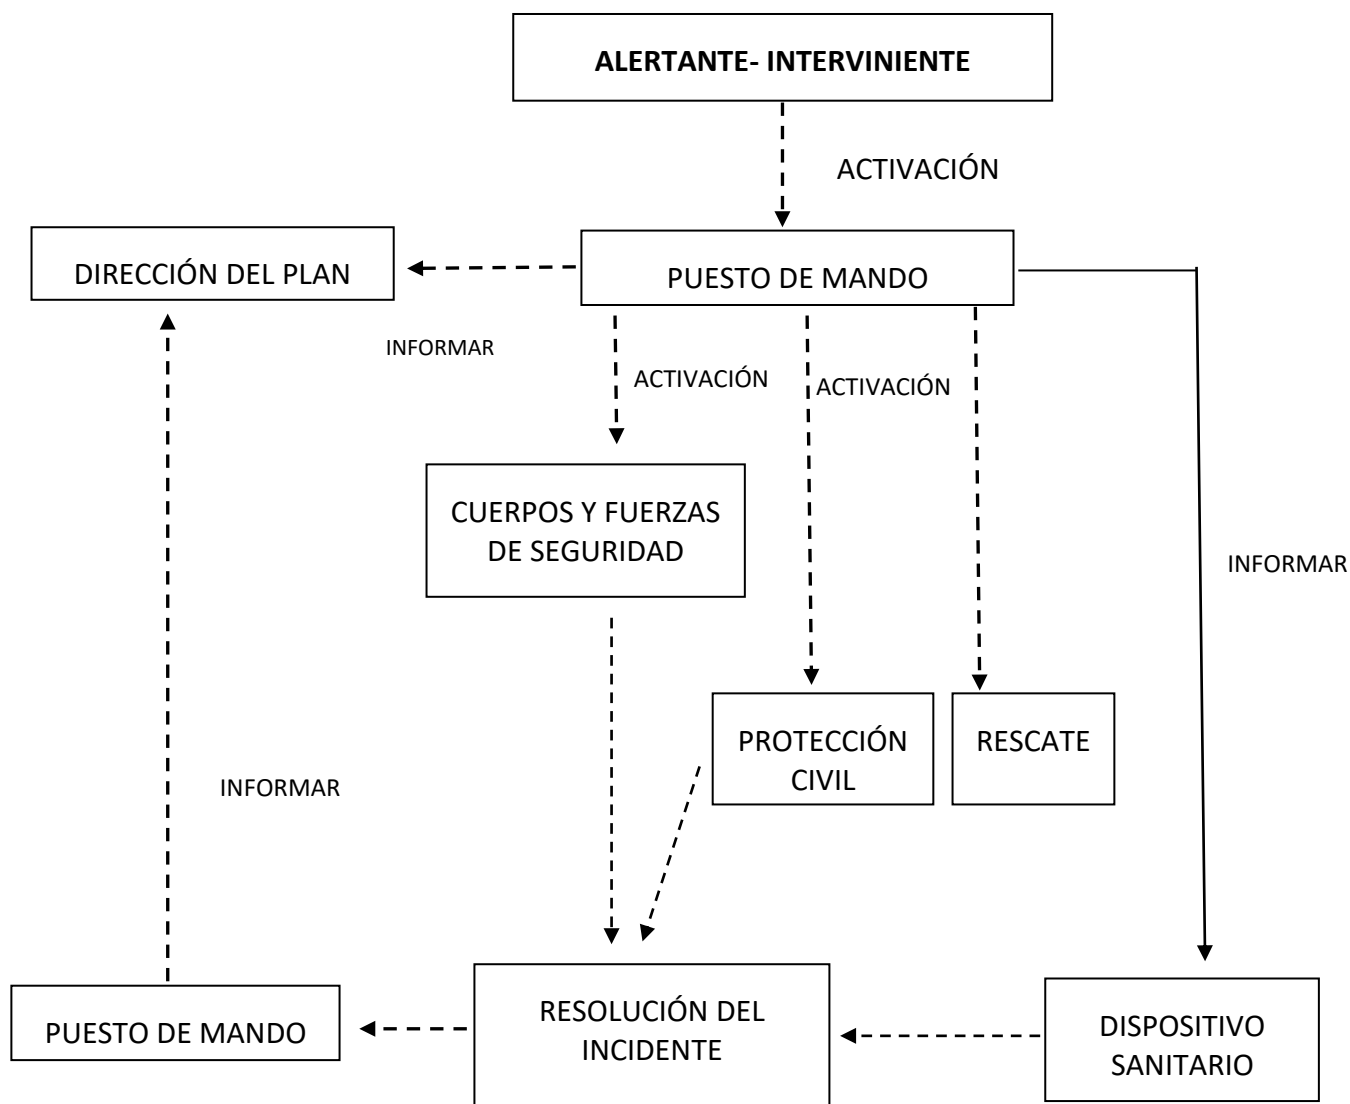 ALERTANTE- INTERVINIENTE
ACTIVACIÓN
DIRECCIÓN DEL PLAN
PUESTO DE MANDO
INFORMAR
ACTIVACIÓN
ACTIVACIÓN
CUERPOS Y FUERZAS
DE SEGURIDAD
INFORMAR
PROTECCIÓN
CIVIL
RESCATE
INFORMAR
PUESTO DE MANDO
RESOLUCIÓN DEL
INCIDENTE
DISPOSITIVO
SANITARIO